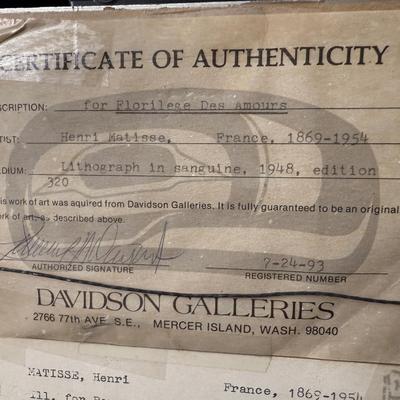 CERTIFICATE OF AUTHENTICITY
ESCRIPTION: for Florilege Des Amours
TIST: Henri Matisse, France, 1869-1954
DIUM: Lithograph in sanguine, 1948, edition
320
is work of art was aquired from Davidson Galleries. It is fully guaranteed to be an original
rk of art, as described above.
AUTHORIZED SIGNATURE
7-24-93
REGISTERED NUMBER
DAVIDSON GALLERIES
2766 77th AVE S.E., MERCER ISLAND, WASH. 98040
MATISSE, Henri France, 1869-1954
Ill. for